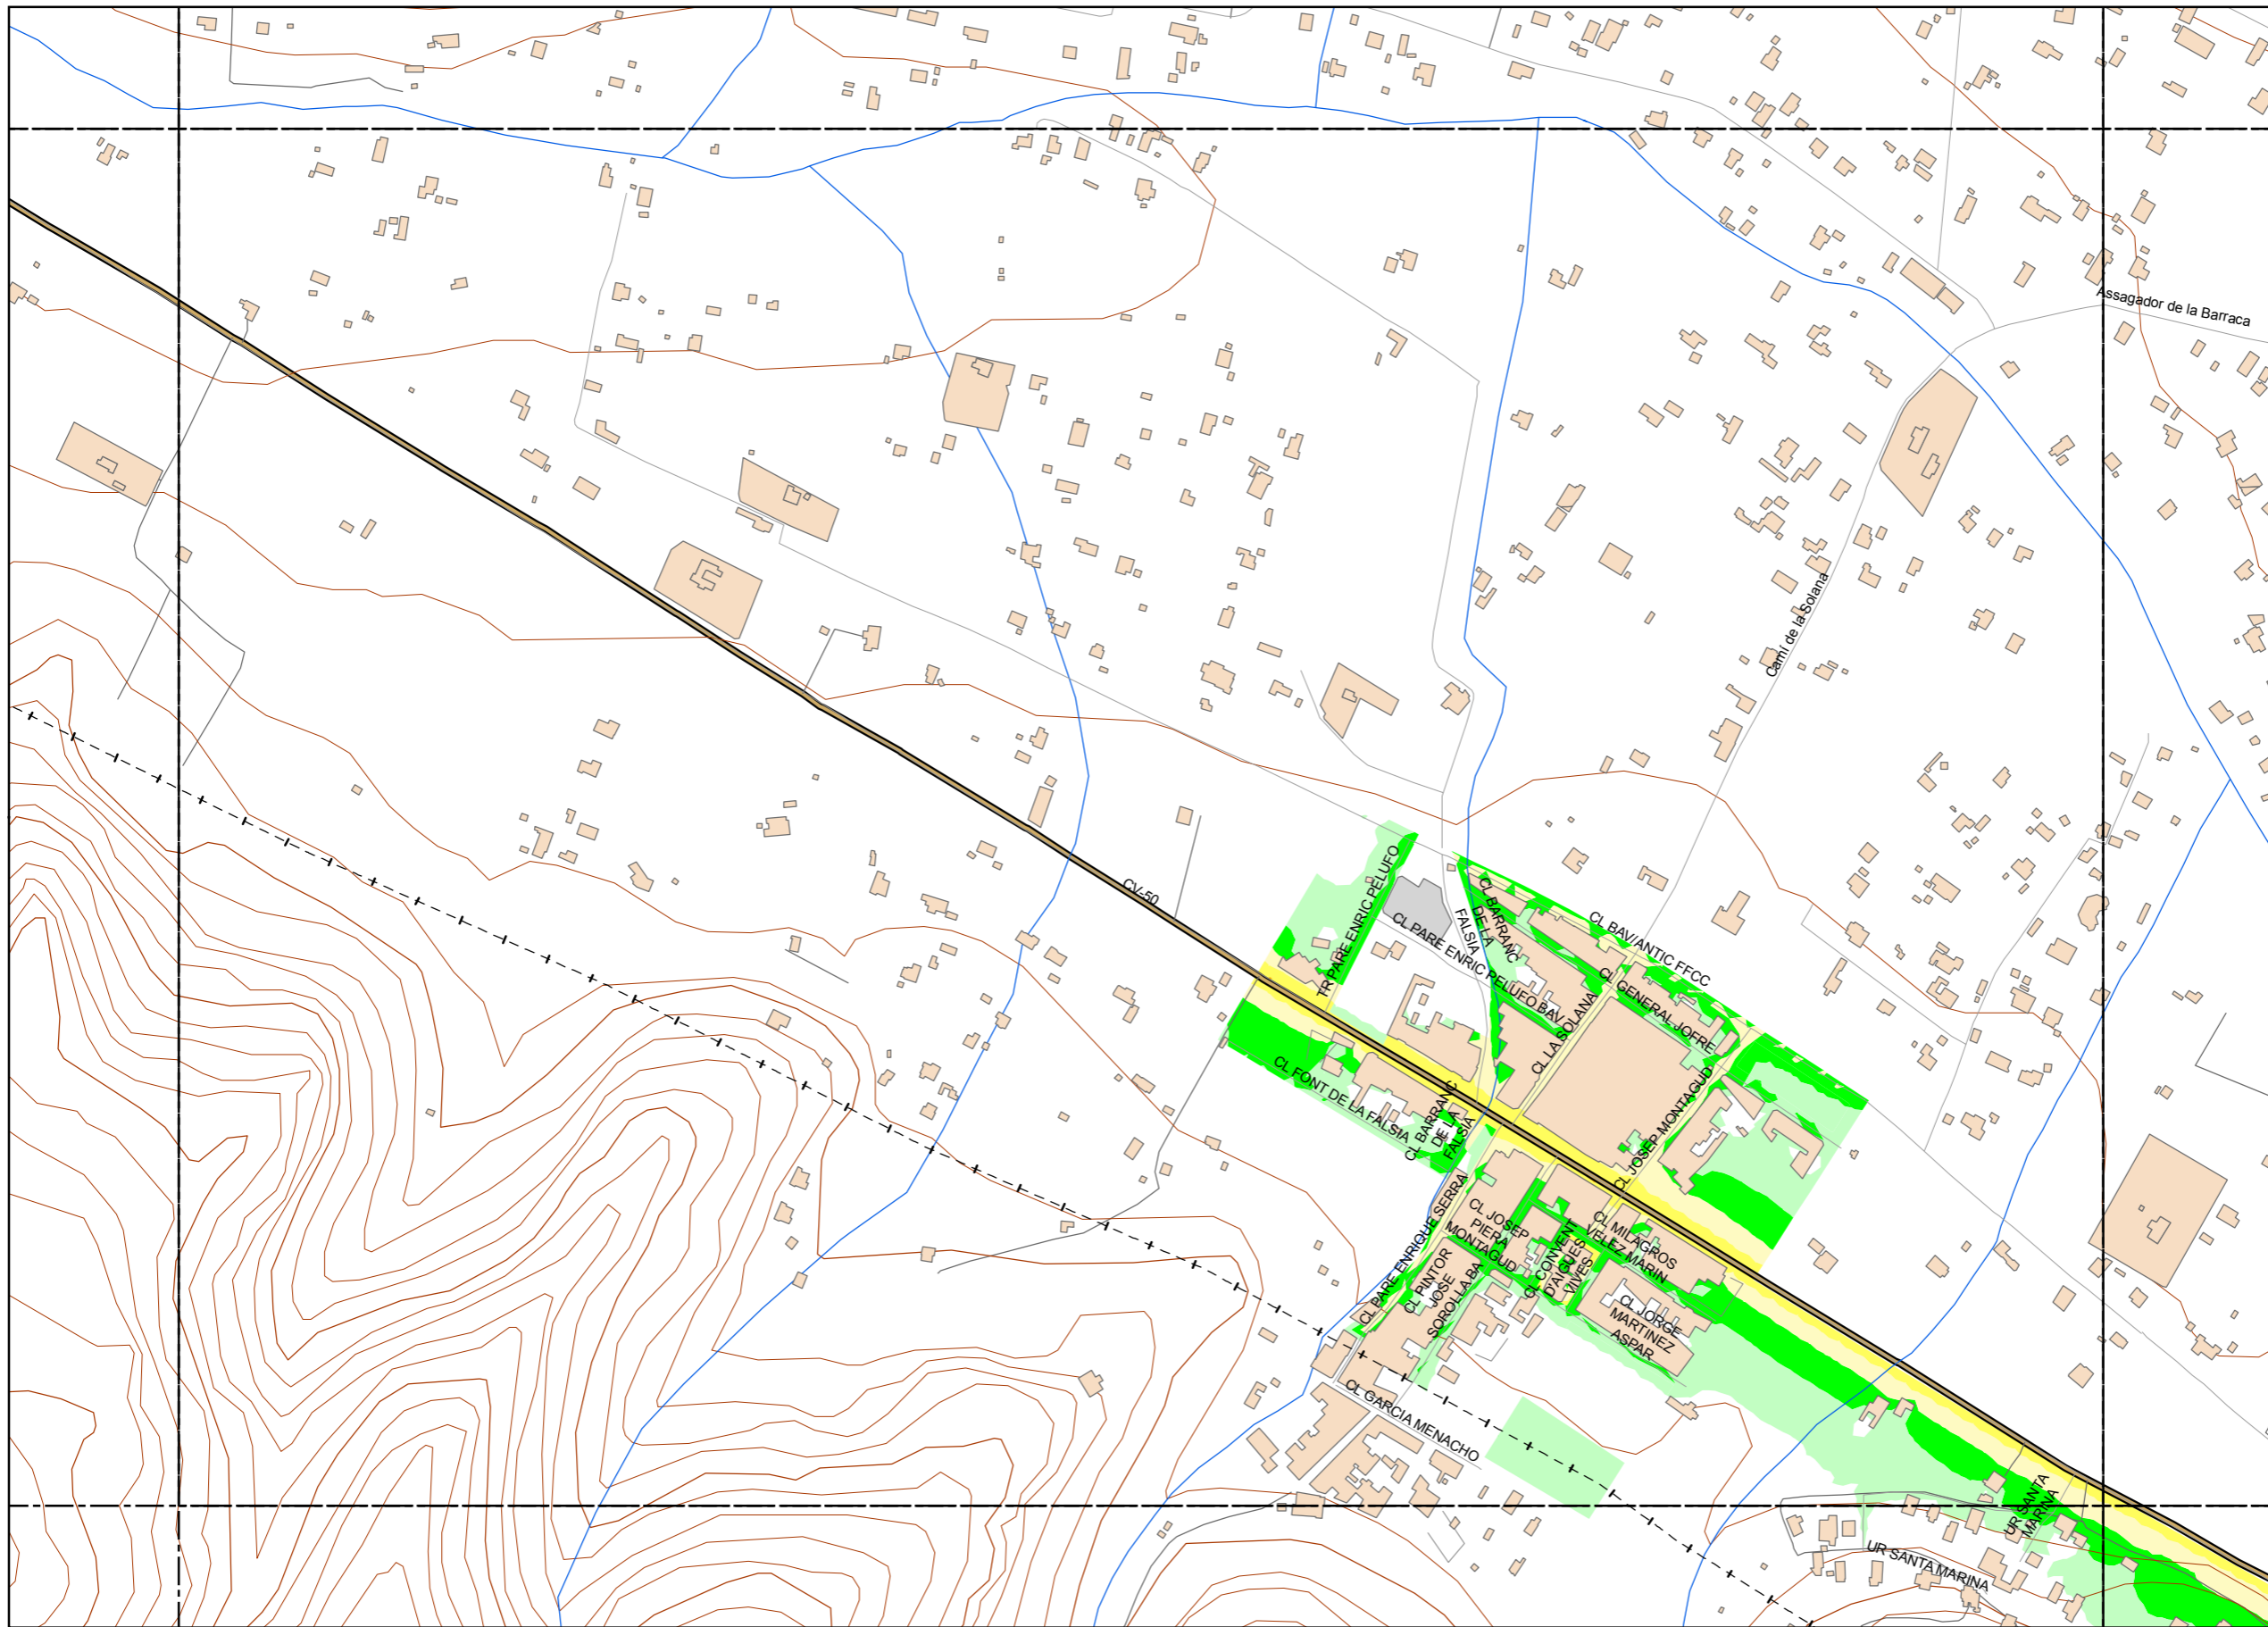 Assagador de la Barraca
Camí de la Solana
CV-50
TR PARE ENRIC PELUFO
CL BARRANC
DE LA
FALSIA
CL PARE ENRIC PELUFO BAV
CL BAV/ANTIC FFCC
CL GENERAL JOFRE
CL LA SOLANA
CL JOSEP MONTAGUD
CL FONT DE LA FALSIA
CL BARRANC
DE LA
FALSIA
CL PARE ENRIQUE SERRA
CL JOSEP
PIERA
MONTAGUD
CL PINTOR
JOSE
SOROLLA BA
CL CONVENT
D'AIGUES
VIVES
CL MILAGROS
VELEZ MARIN
CL JORGE
MARTINEZ
ASPAR
CL GARCIA MENACHO
UR SANTA
MARINA
UR SANTA MARINA